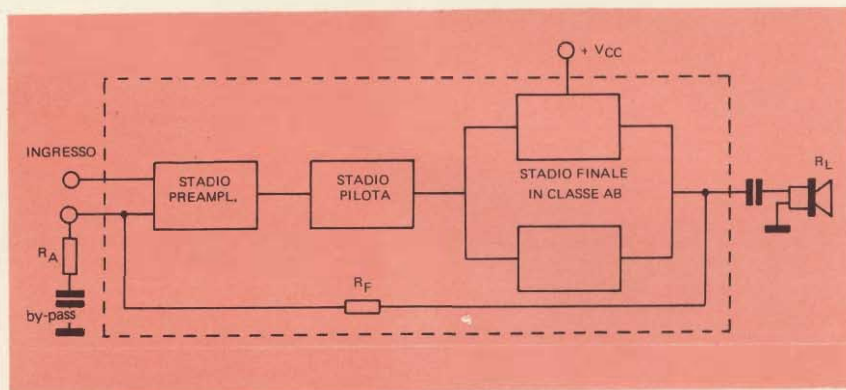 + VCC
INGRESSO
STADIO
PREAMPL.
STADIO
PILOTA
STADIO FINALE
IN CLASSE AB
RL
RA
RF
by-pass